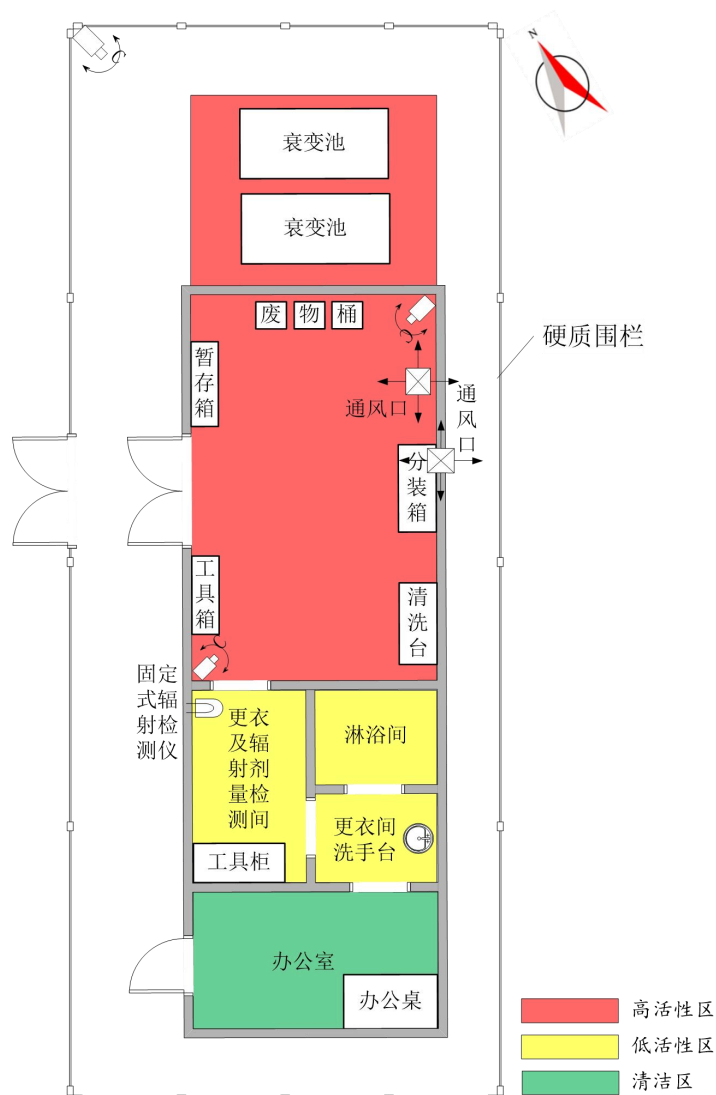 N
衰变池
衰变池
废 物 桶
硬质围栏
暂
存
箱
通风口
通
风
口
分
装
箱
工
具
箱
清
洗
台
固定
式辐
射检
测仪
更衣
及辐
射剂
量检
测间
淋浴间
更衣间
洗手台
工具柜
办公室
办公桌
高活性区
低活性区
清洁区